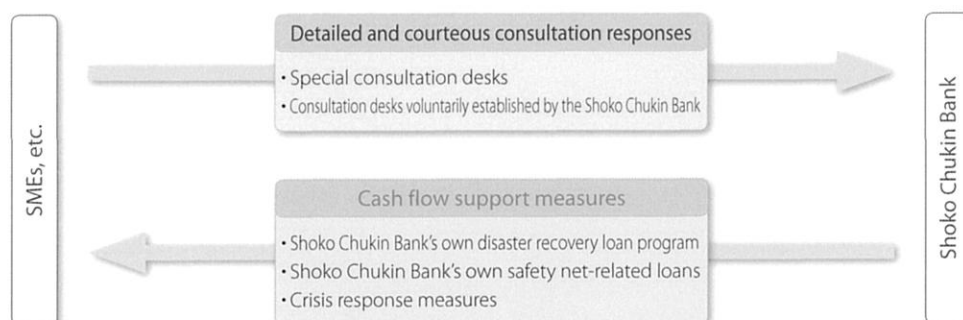 SMEs, etc.
Detailed and courteous consultation responses
• Special consultation desks
• Consultation desks voluntarily established by the Shoko Chukin Bank
Cash flow support measures
• Shoko Chukin Bank's own disaster recovery loan program
• Shoko Chukin Bank's own safety net-related loans
• Crisis response measures
Shoko Chukin Bank